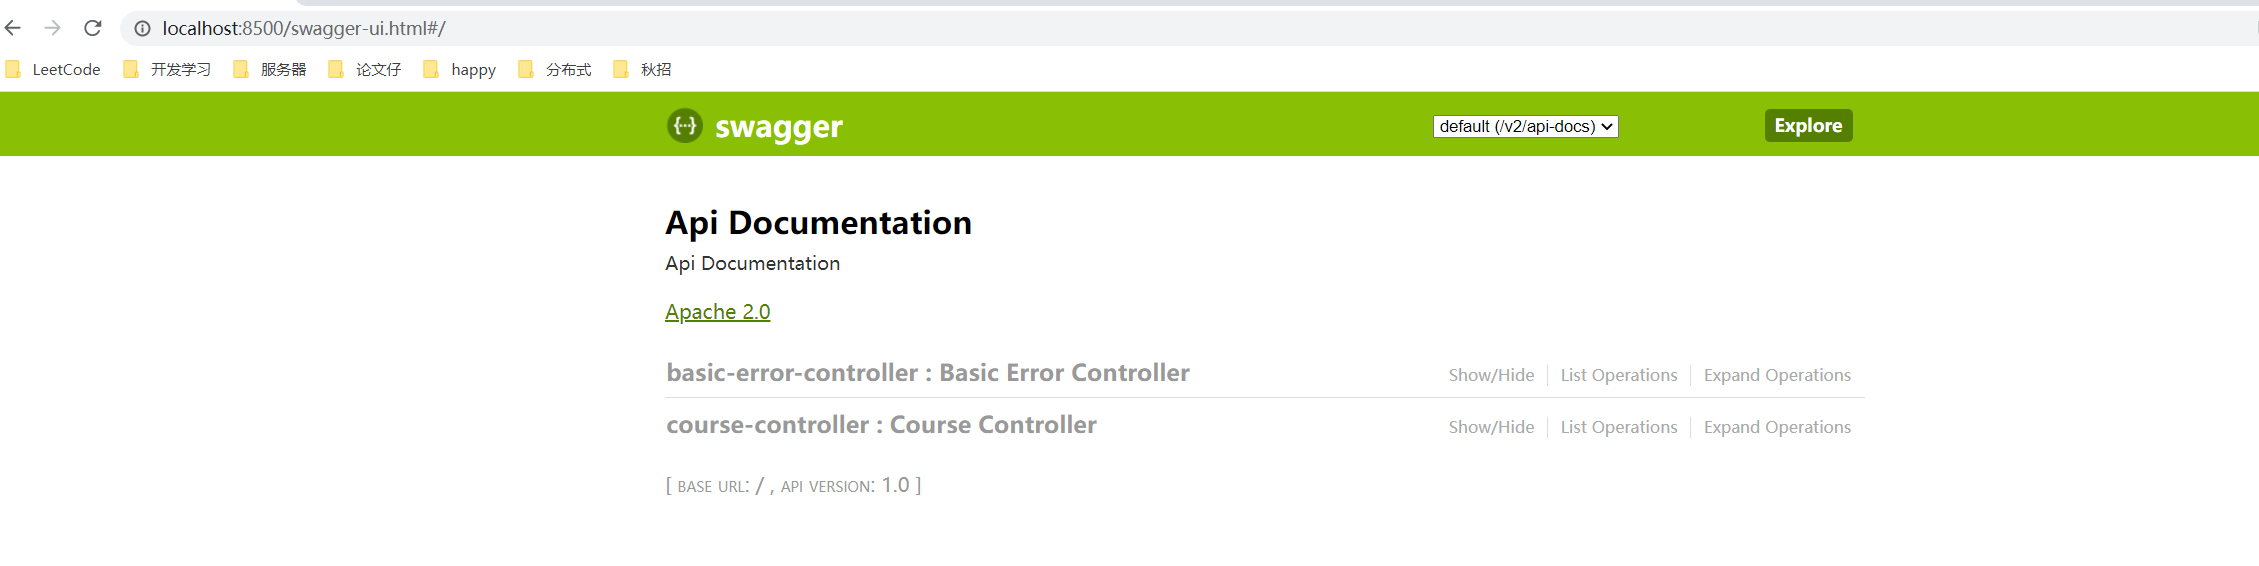 localhost:8500/swagger-ui.html#/
LeetCode 开发学习 服务器 论文仔 happy 分布式 秋招
{···} swagger default (/v2/api-docs) Explore
Api Documentation
Api Documentation
Apache 2.0
basic-error-controller : Basic Error Controller Show/Hide List Operations Expand Operations
course-controller : Course Controller Show/Hide List Operations Expand Operations
[ BASE URL: / , API VERSION: 1.0 ]